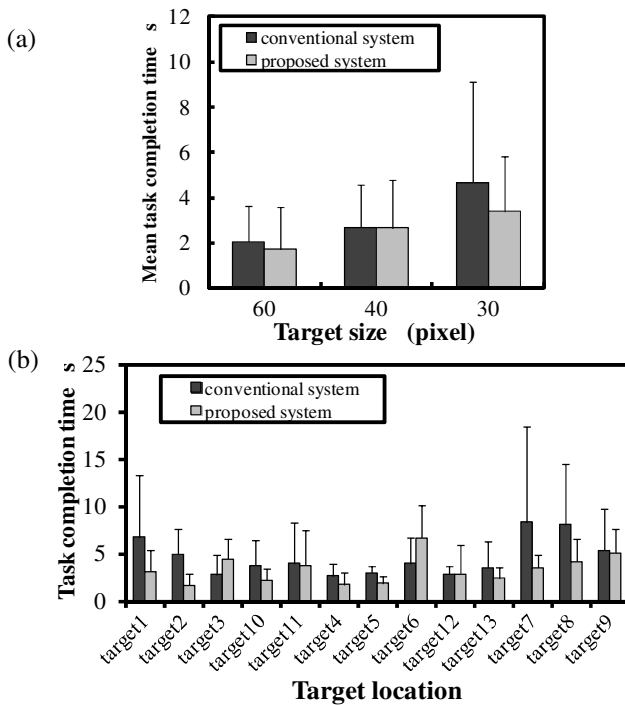 (a)
12
10
8
6
4
2
0
Mean task completion time s
conventional system
proposed system
60 40 30
Target size (pixel)
(b)
25
20
15
10
5
0
Task completion time s
conventional system
proposed system
target1 target2 target3 target10 target11 target4 target5 target6 target12 target13 target7 target8 target9
Target location